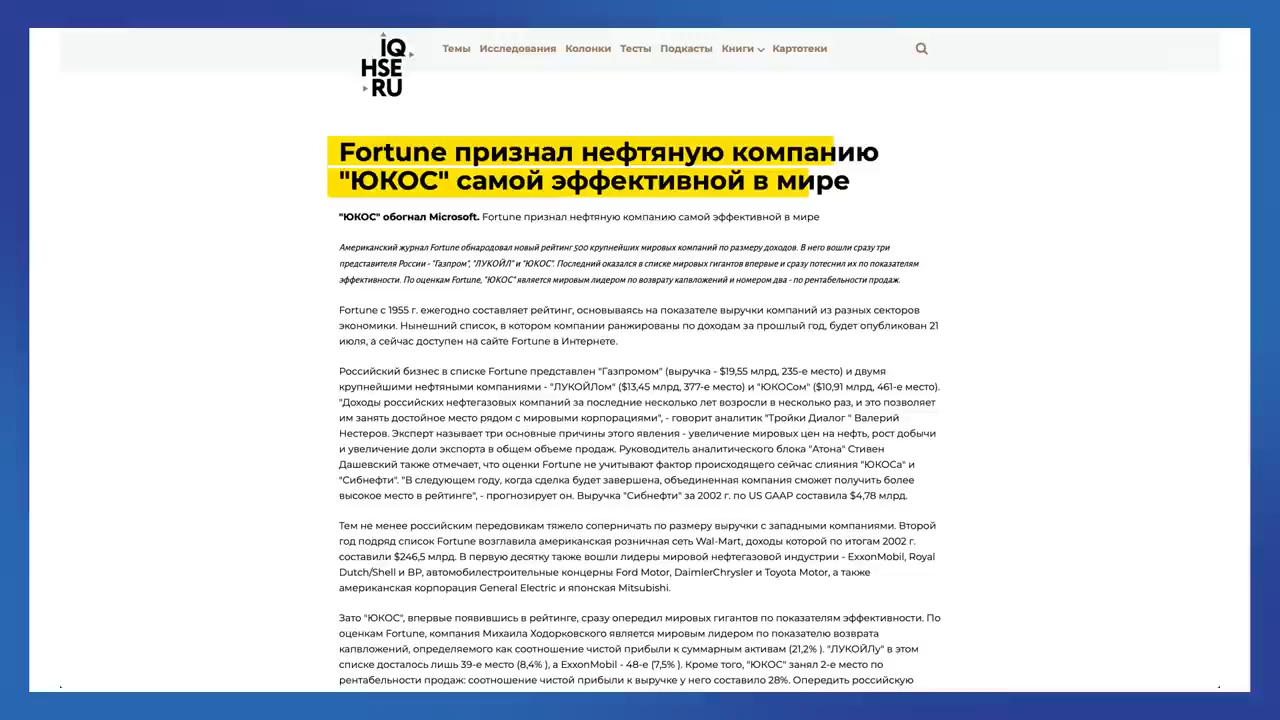 IQ
HSE
RU
Темы Исследования Колонки Тесты Подкасты Книги Картотеки
Fortune признал нефтяную компанию
"ЮКОС" самой эффективной в мире
"ЮКОС" обогнал Microsoft. Fortune признал нефтяную компанию самой эффективной в мире
Американский журнал Fortune обнародовал новый рейтинг 500 крупнейших мировых компаний по размеру доходов. В него вошли сразу три
представителя России - "Газпром", "ЛУКОЙЛ" и "ЮКОС". Последний оказался в списке мировых гигантов впервые и сразу потеснил их по показателям
эффективности. По оценкам Fortune, "ЮКОС" является мировым лидером по возврату капвложений и номером два - по рентабельности продаж.
Fortune с 1955 г. ежегодно составляет рейтинг, основываясь на показателе выручки компаний из разных секторов
экономики. Нынешний список, в котором компании ранжированы по доходам за прошлый год, будет опубликован 21
июля, а сейчас доступен на сайте Fortune в Интернете.
Российский бизнес в списке Fortune представлен "Газпромом" (выручка - $19,55 млрд, 235-е место) и двумя
крупнейшими нефтяными компаниями - "ЛУКОЙЛом" ($13,45 млрд, 377-е место) и "ЮКОСом" ($10,91 млрд, 461-е место).
"Доходы российских нефтегазовых компаний за последние несколько лет возросли в несколько раз, и это позволяет
им занять достойное место рядом с мировыми корпорациями", - говорит аналитик "Тройки Диалог " Валерий
Нестеров. Эксперт называет три основные причины этого явления - увеличение мировых цен на нефть, рост добычи
и увеличение доли экспорта в общем объеме продаж. Руководитель аналитического блока "Атона" Стивен
Дашевский также отмечает, что оценки Fortune не учитывают фактор происходящего сейчас слияния "ЮКОСа" и
"Сибнефти". "В следующем году, когда сделка будет завершена, объединенная компания сможет получить более
высокое место в рейтинге", - прогнозирует он. Выручка "Сибнефти" за 2002 г. по US GAAP составила $4,78 млрд.
Тем не менее российским передовикам тяжело соперничать по размеру выручки с западными компаниями. Второй
год подряд список Fortune возглавила американская розничная сеть Wal-Mart, доходы которой по итогам 2002 г.
составили $246,5 млрд. В первую десятку также вошли лидеры мировой нефтегазовой индустрии - ExxonMobil, Royal
Dutch/Shell и BP, автомобилестроительные концерны Ford Motor, DaimlerChrysler и Toyota Motor, а также
американская корпорация General Electric и японская Mitsubishi.
Зато "ЮКОС", впервые появившись в рейтинге, сразу опередил мировых гигантов по показателям эффективности. По
оценкам Fortune, компания Михаила Ходорковского является мировым лидером по показателю возврата
капвложений, определяемого как соотношение чистой прибыли к суммарным активам (21,2% ). "ЛУКОЙЛу" в этом
списке досталось лишь 39-е место (8,4% ), а ExxonMobil - 48-е (7,5% ). Кроме того, "ЮКОС" занял 2-е место по
рентабельности продаж: соотношение чистой прибыли к выручке у него составило 28%. Опередить российскую